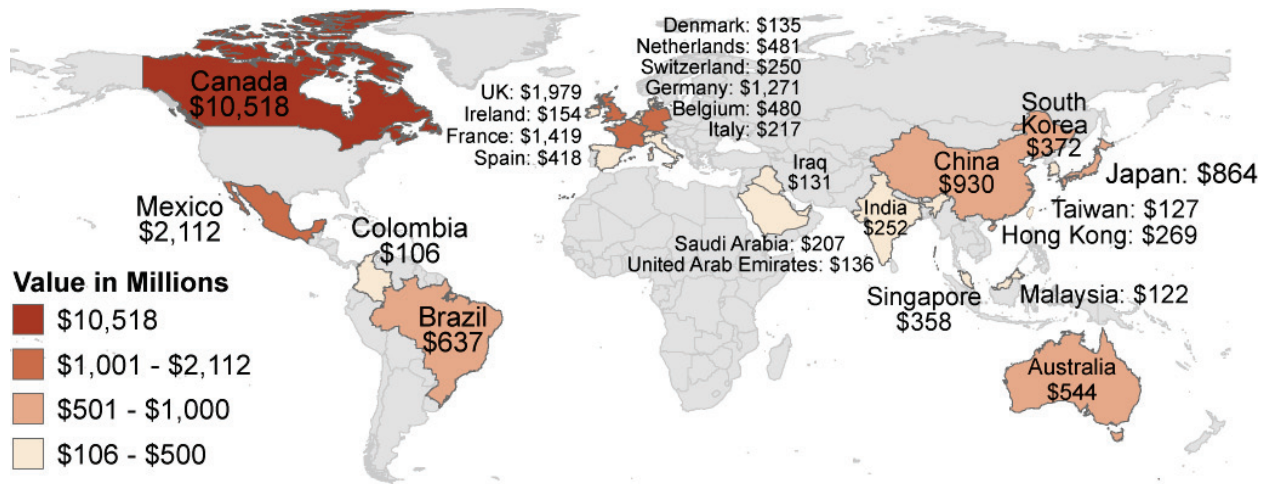 Canada
$10,518
Mexico
$2,112
Colombia
$106
Brazil
$637
UK: $1,979
Ireland: $154
France: $1,419
Spain: $418
Denmark: $135
Netherlands: $481
Switzerland: $250
Germany: $1,271
Belgium: $480
Italy: $217
Iraq
$131
Saudi Arabia: $207
United Arab Emirates: $136
India
$252
China
$930
South
Korea
$372
Japan: $864
Taiwan: $127
Hong Kong: $269
Singapore
$358
Malaysia: $122
Australia
$544
Value in Millions
$10,518
$1,001 - $2,112
$501 - $1,000
$106 - $500